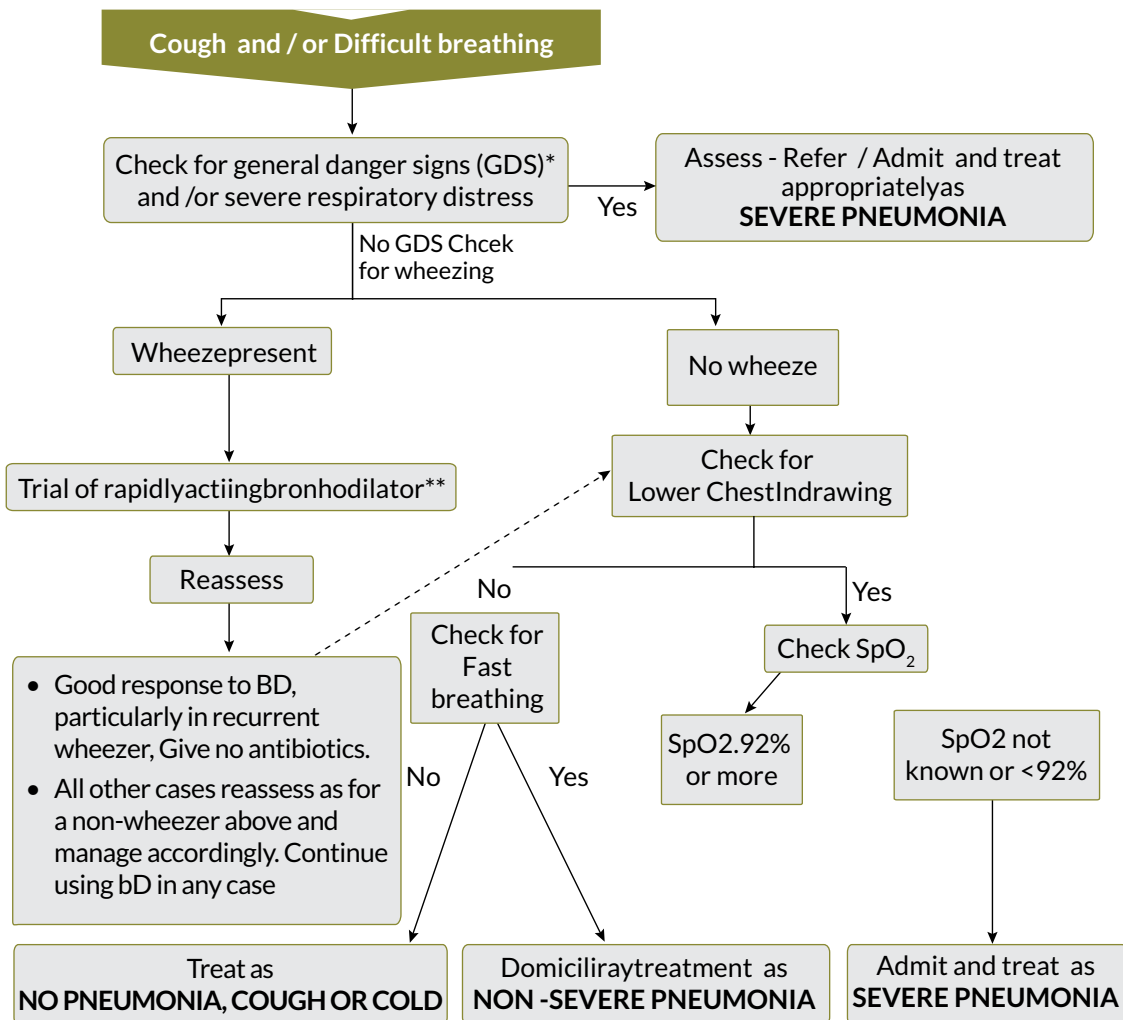 Cough and / or Difficult breathing
Check for general danger signs (GDS)*
and /or severe respiratory distress
Yes
Assess - Refer / Admit and treat
appropriatelyas
SEVERE PNEUMONIA
No GDS Chcek
for wheezing
Wheezepresent
No wheeze
Trial of rapidlyactiingbronhodilator**
Check for
Lower ChestIndrawing
Reassess
No
Yes
Check for
Fast
breathing
Check SpO2
• Good response to BD,
particularly in recurrent
wheezer, Give no antibiotics.
• All other cases reassess as for
a non-wheezer above and
manage accordingly. Continue
using bD in any case
SpO2.92%
or more
SpO2 not
known or <92%
No
Yes
Treat as
NO PNEUMONIA, COUGH OR COLD
Domiciliraytreatment as
NON -SEVERE PNEUMONIA
Admit and treat as
SEVERE PNEUMONIA